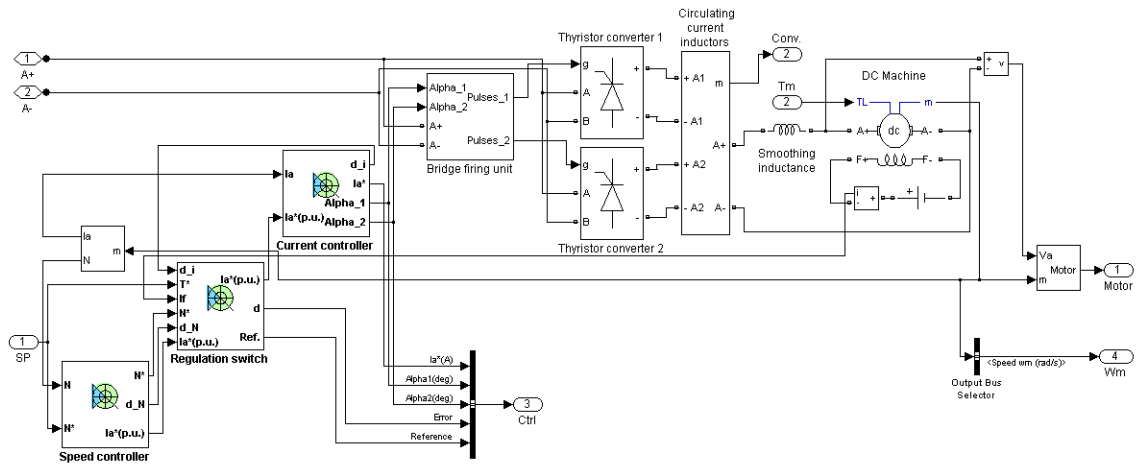 1
A+
2
A-
Alpha_1
Alpha_2
A+
A-
Pulses_1
Pulses_2
Bridge firing unit
Thyristor converter 1
g
A
B
+
-
g
A
B
+
-
Thyristor converter 2
Circulating
current
inductors
+ A1
- A1
+ A2
- A2
m
A+
A-
Conv.
2
Tm
2
Smoothing
inductance
DC Machine
TL
m
A+
dc
A-
F+
F-
i
+
-
+
+
-
v
Va
m
Motor
1
Motor
Ia
Ia*(p.u.)
d_i
Ia*
Alpha_1
Alpha_2
Current controller
Ia
N
m
d_i
T*
If
N*
d_N
Ia*(p.u.)
Ia*(p.u.)
d
Ref.
Regulation switch
1
SP
N
N*
N*
d_N
Ia*(p.u.)
Speed controller
Ia*(A)
Alpha1(deg)
Alpha2(deg)
Error
Reference
3
Ctrl
Output Bus
Selector
<Speed wm (rad/s)>
4
Wm